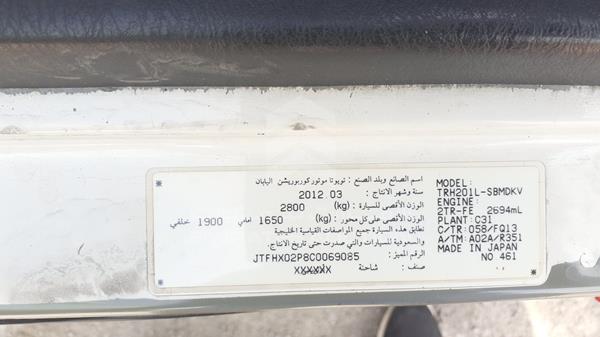 اسم الصانع وبلد الصنع : تويوتا موتور كوربوريشن اليابان
سنة وشهر الانتاج : 2012 03
الوزن الأقصى للسيارة : (kg) 2800
الوزن الأقصى على كل محور : (kg) 1650 امامي 1900 خلفي
تطابق هذه السيارة جميع المواصفات القياسية الخليجية
والسعودية للسيارات والتي صدرت حتى تاريخ الانتاج.
الرقم المميز: JTFHX02P8C0069085
صنف : شاحنة XXXXX
MODEL:
TRH201L-SBMDKV
ENGINE:
2TR-FE 2694mL
PLANT: C31
C/TR: 058/FQ13
A/TM: A02A/R351
MADE IN JAPAN
NO 461